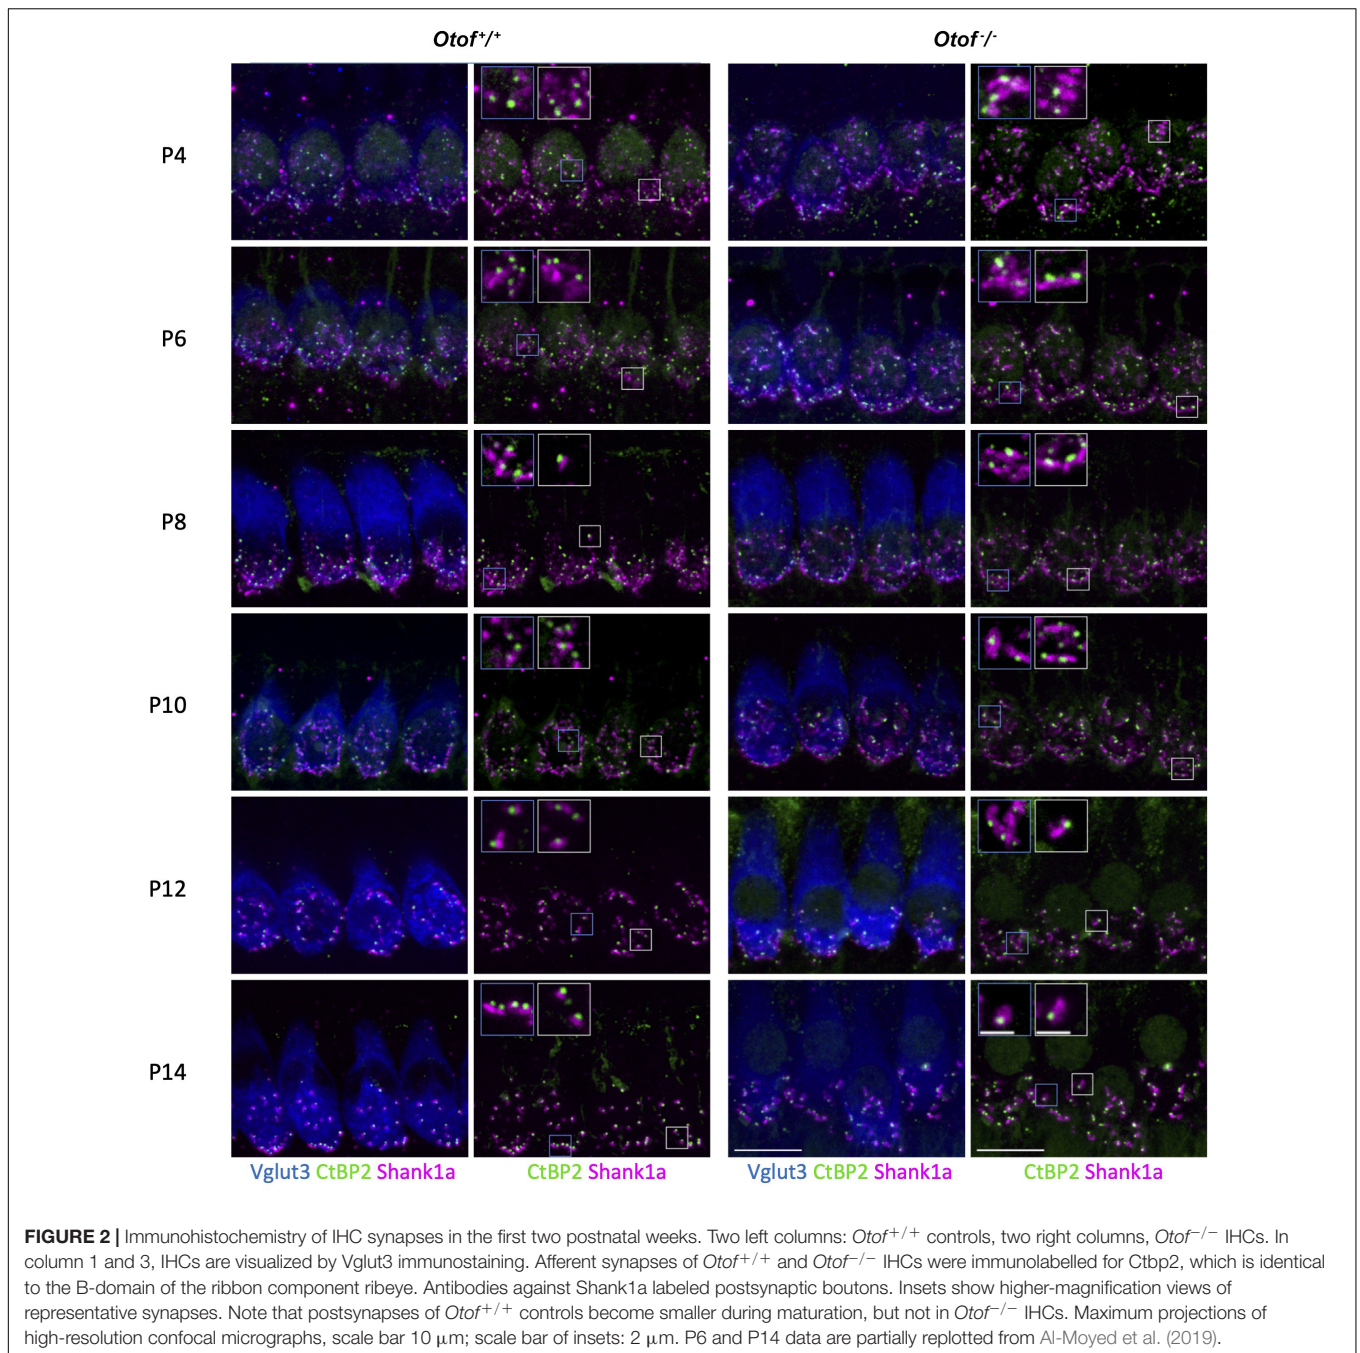 Otof+/+
Otof-/-
P4
P6
P8
P10
P12
P14
Vglut3 CtBP2 Shank1a
CtBP2 Shank1a
Vglut3 CtBP2 Shank1a
CtBP2 Shank1a
FIGURE 2 | Immunohistochemistry of IHC synapses in the first two postnatal weeks. Two left columns: Otof+/+ controls, two right columns, Otof−/− IHCs. In
column 1 and 3, IHCs are visualized by Vglut3 immunostaining. Afferent synapses of Otof+/+ and Otof−/− IHCs were immunolabelled for Ctbp2, which is identical
to the B-domain of the ribbon component ribeye. Antibodies against Shank1a labeled postsynaptic boutons. Insets show higher-magnification views of
representative synapses. Note that postsynapses of Otof+/+ controls become smaller during maturation, but not in Otof−/− IHCs. Maximum projections of
high-resolution confocal micrographs, scale bar 10 μm; scale bar of insets: 2 μm. P6 and P14 data are partially replotted from Al-Moyed et al. (2019).